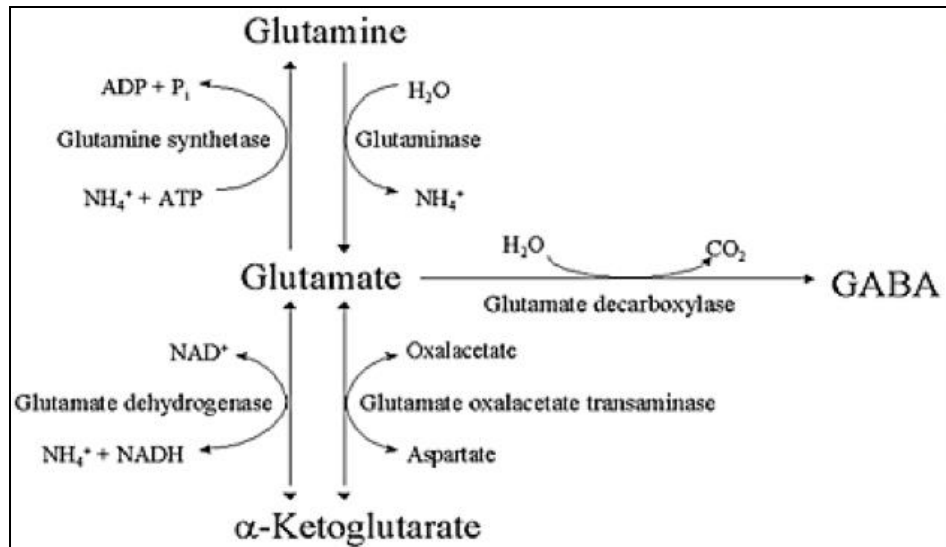 Glutamine
ADP + Pi
H₂O
Glutamine synthetase
Glutaminase
NH₄⁺ + ATP
NH₄⁺
H₂O
CO₂
Glutamate
GABA
Glutamate decarboxylase
NAD⁺
Oxalacetate
Glutamate dehydrogenase
Glutamate oxalacetate transaminase
NH₄⁺ + NADH
Aspartate
α-Ketoglutarate